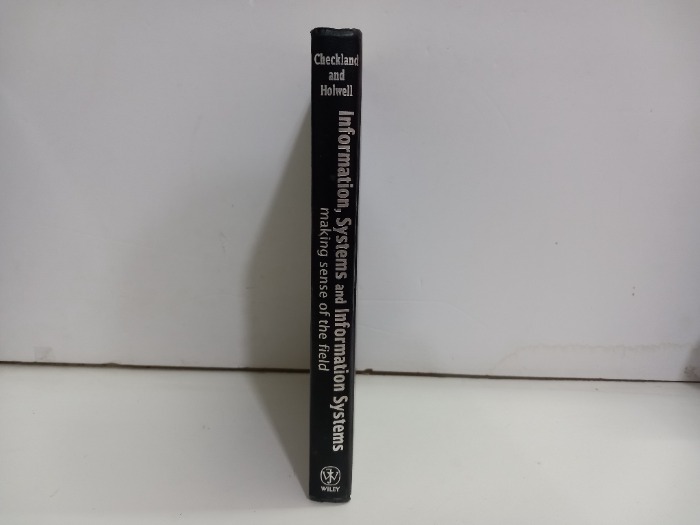 Checkland
and
Holwell
Information, Systems and Information Systems
making sense of the field
WILEY